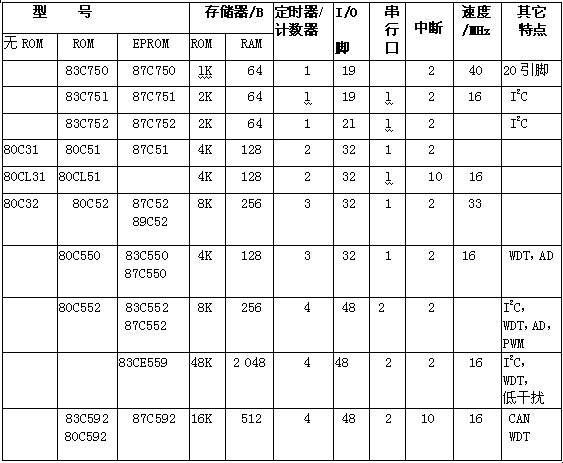 型 号 存储器/B 定时器/计数器 I/O脚 串行口 中断 速度/MHz 其它特点
无 ROM ROM EPROM ROM RAM
83C750 87C750 1K 64 1 19 2 40 20 引脚
83C751 87C751 2K 64 1 19 1 2 16 I²C
83C752 87C752 2K 64 1 21 1 2 I²C
80C31 80C51 87C51 4K 128 2 32 1 2
80CL31 80CL51 4K 128 2 32 1 10 16
80C32 80C52 87C52 8K 256 3 32 1 2 33
89C52
80C550 83C550 4K 128 3 32 1 2 16 WDT, AD
87C550
80C552 83C552 8K 256 4 48 2 2 I²C,
87C552 WDT, AD,
PWM
83CE559 48K 2 048 4 48 2 2 16 I²C,
WDT,
低干扰
83C592 87C592 16K 512 4 48 2 10 16 CAN
80C592 WDT